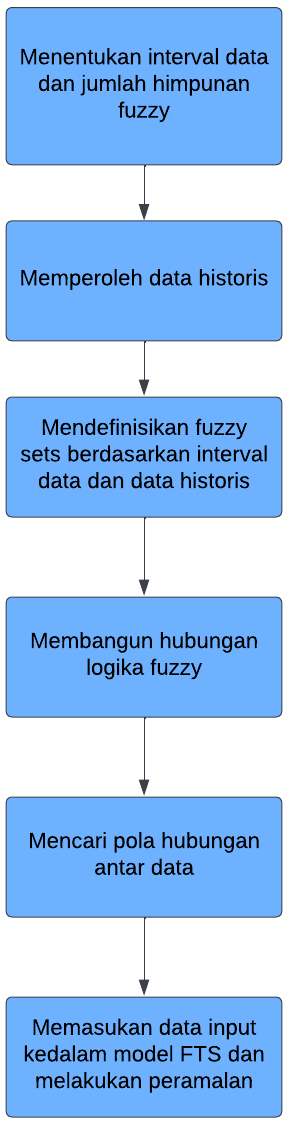 Menentukan interval data
dan jumlah himpunan
fuzzy
Memperoleh data historis
Mendefinisikan fuzzy
sets berdasarkan interval
data dan data historis
Membangun hubungan
logika fuzzy
Mencari pola hubungan
antar data
Memasukan data input
kedalam model FTS dan
melakukan peramalan